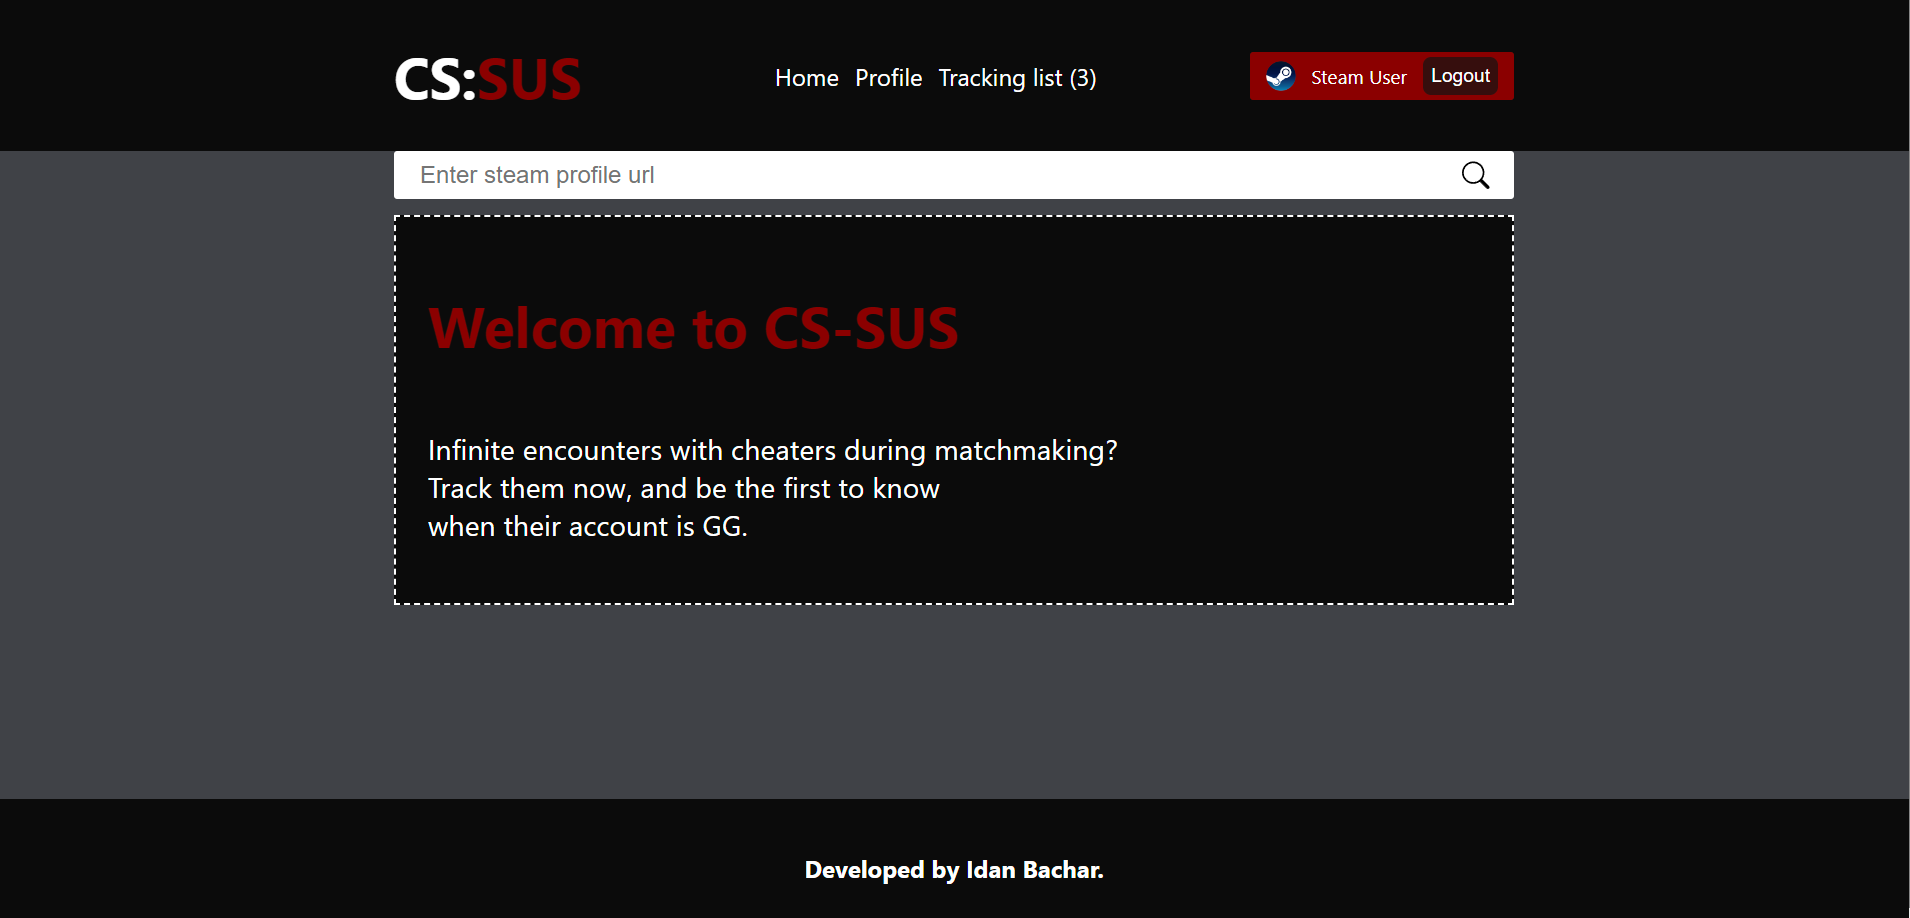 CS:SUS
Home Profile Tracking list (3)
Steam User Logout
Enter steam profile url
Welcome to CS-SUS
Infinite encounters with cheaters during matchmaking?
Track them now, and be the first to know
when their account is GG.
Developed by Idan Bachar.